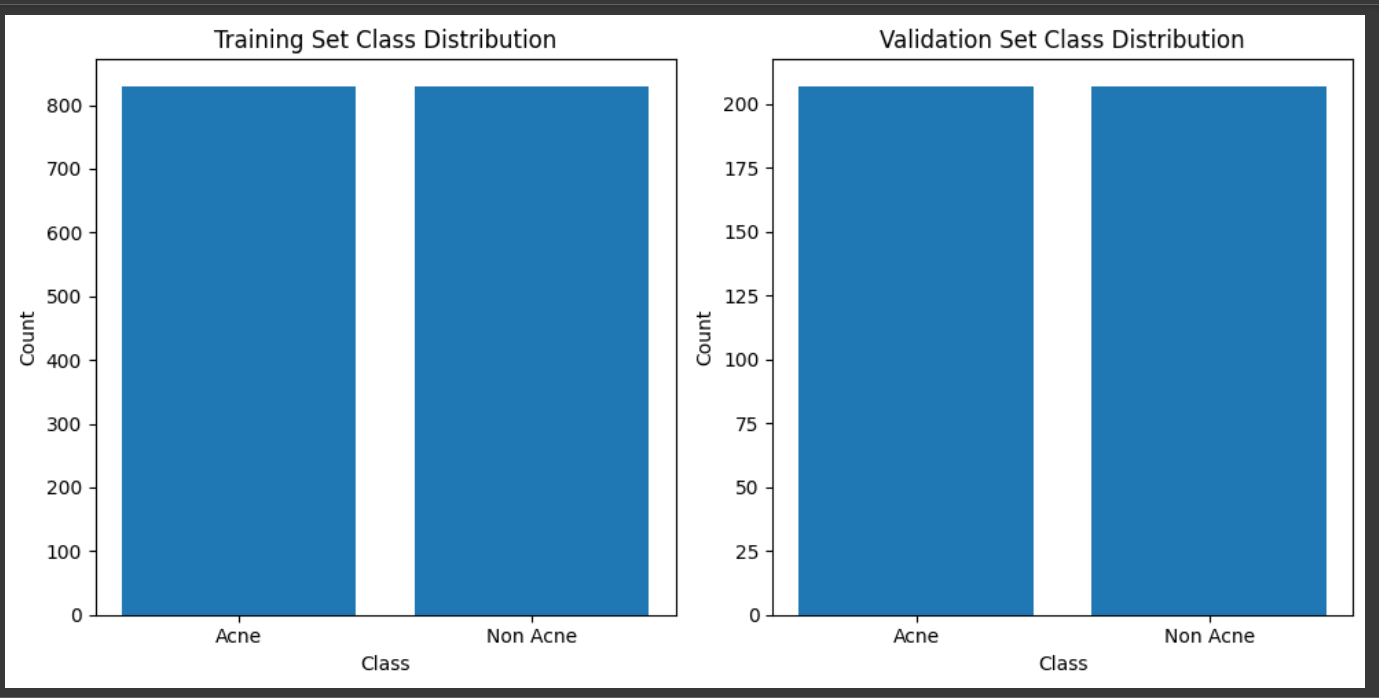 Training Set Class Distribution
800
700
600
500
400
300
200
100
0
Count
Acne
Non Acne
Class
Validation Set Class Distribution
200
175
150
125
100
75
50
25
0
Count
Acne
Non Acne
Class